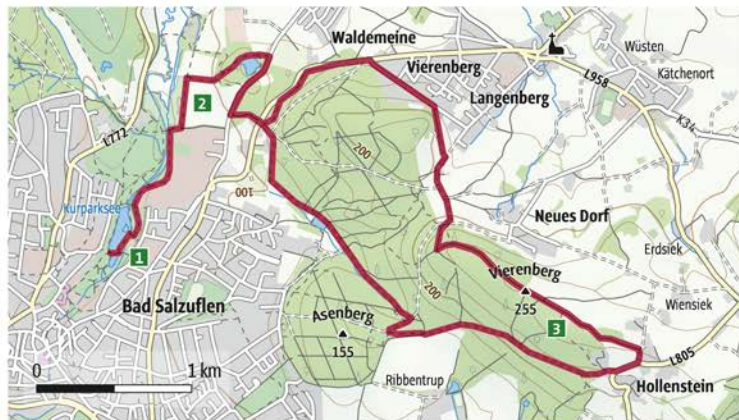 Waldemeine
Wüsten
Vierenberg
Kätchenort
Langenberg
L958
K34
L772
2
200
100
Kurparksee
1
Neues Dorf
Erdsiek
Vierenberg
255
200
Wiensiek
Bad Salzuflen
Asenberg
155
3
L805
0
1 km
Ribbentrup
Hollenstein